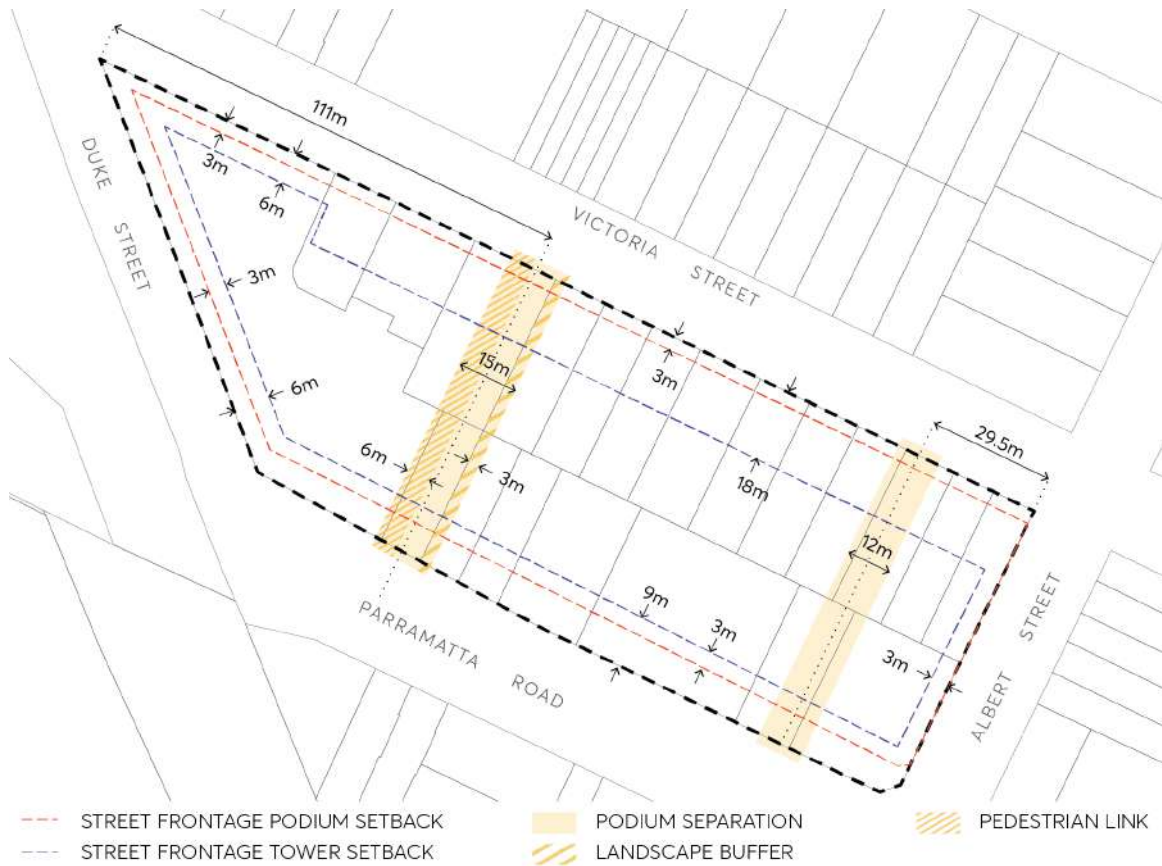 111m
3m
6m
DUKE STREET
VICTORIA STREET
3m
15m
3m
6m
29.5m
18m
6m
3m
12m
9m
3m
3m
PARRAMATTA ROAD
ALBERT STREET
STREET FRONTAGE PODIUM SETBACK
STREET FRONTAGE TOWER SETBACK
PODIUM SEPARATION
LANDSCAPE BUFFER
PEDESTRIAN LINK